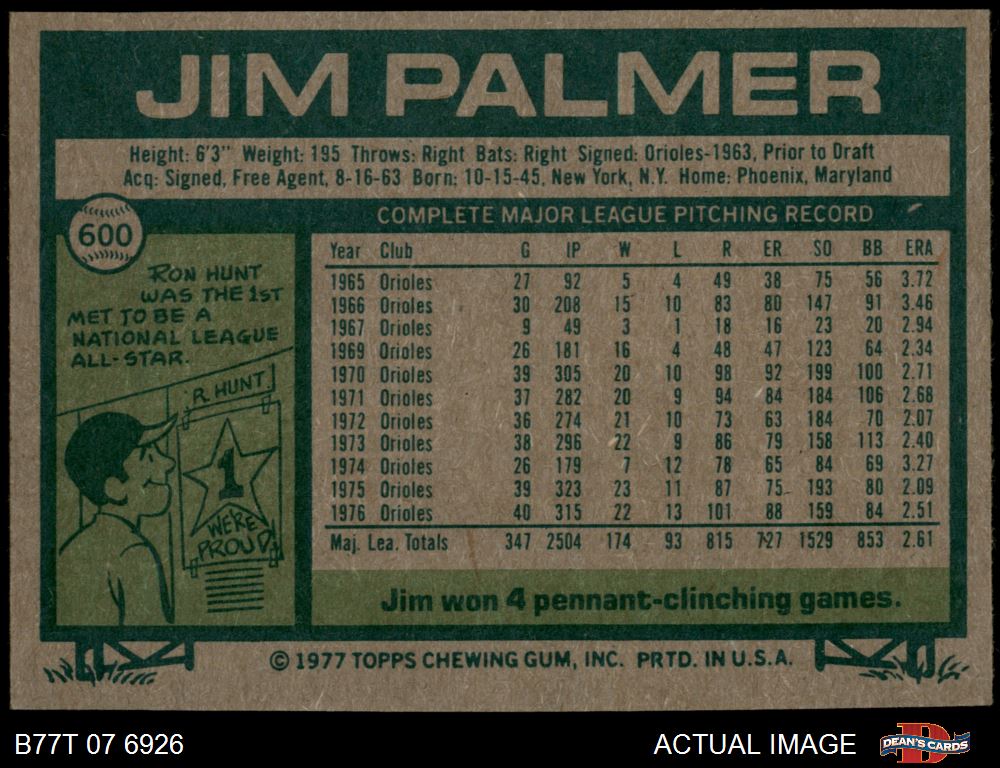 JIM PALMER
Height: 6'3" Weight: 195 Throws: Right Bats: Right Signed: Orioles-1963, Prior to Draft
Acq: Signed, Free Agent, 8-16-63 Born: 10-15-45, New York, N.Y. Home: Phoenix, Maryland
600
RON HUNT
WAS THE 1ST
MET TO BE A
NATIONAL LEAGUE
ALL-STAR.
R. HUNT
1
WE'RE
PROUD
COMPLETE MAJOR LEAGUE PITCHING RECORD
Year Club G IP W L R ER SO BB ERA
1965 Orioles 27 92 5 4 49 38 75 56 3.72
1966 Orioles 30 208 15 10 83 80 147 91 3.46
1967 Orioles 9 49 3 1 18 16 23 20 2.94
1969 Orioles 26 181 16 4 48 47 123 64 2.34
1970 Orioles 39 305 20 10 98 92 199 100 2.71
1971 Orioles 37 282 20 9 94 84 184 106 2.68
1972 Orioles 36 274 21 10 73 63 184 70 2.07
1973 Orioles 38 296 22 9 86 79 158 113 2.40
1974 Orioles 26 179 7 12 78 65 84 69 3.27
1975 Orioles 39 323 23 11 87 75 193 80 2.09
1976 Orioles 40 315 22 13 101 88 159 84 2.51
Maj. Lea. Totals 347 2504 174 93 815 727 1529 853 2.61
Jim won 4 pennant-clinching games.
© 1977 TOPPS CHEWING GUM, INC. PRTD. IN U.S.A.
B77T 07 6926
ACTUAL IMAGE
B
DEAN'S CARDS